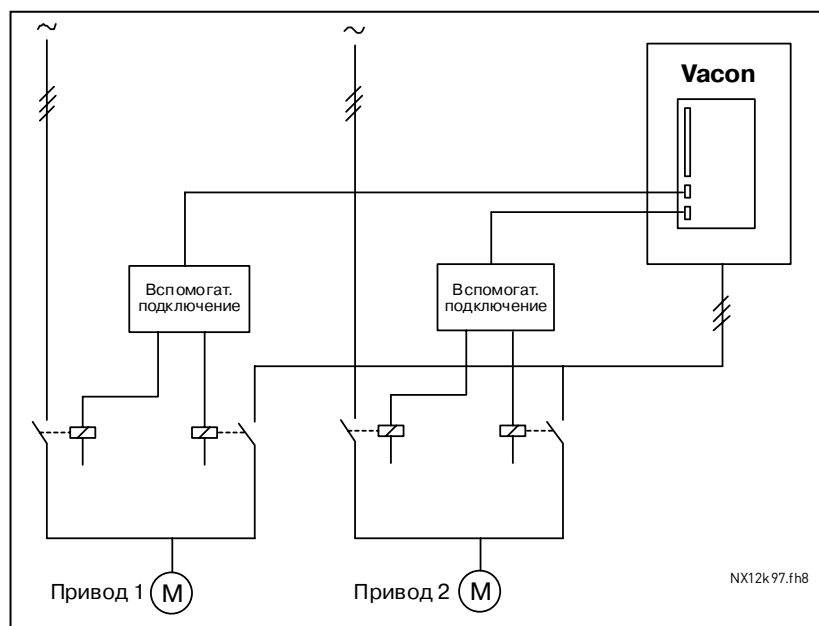 ~ ~
Vacon
Вспомогат.
подключение
Вспомогат.
подключение
Привод 1 M
Привод 2 M
NX12k97.fh8